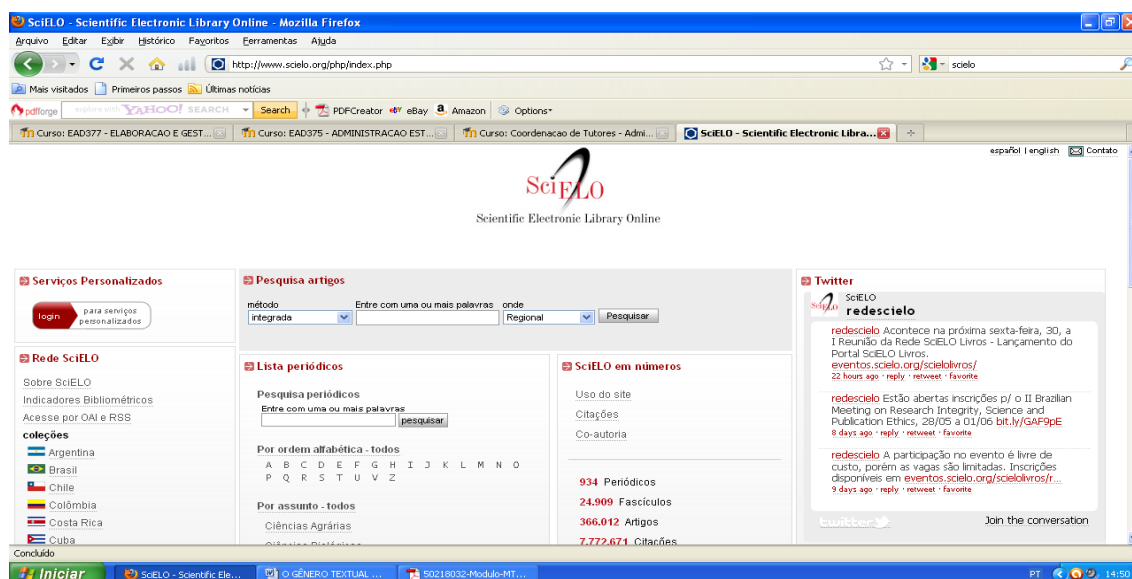 SciELO - Scientific Electronic Library Online - Mozilla Firefox
Arquivo Editar Exibir Histórico Favoritos Ferramentas Ajuda
http://www.scielo.org/php/index.php
scielo
Mais visitados Primeiros passos Últimas notícias
pdfforge explore with YAHOO! SEARCH Search PDFCreator eBay Amazon Options
Curso: EAD377 - ELABORACAO E GEST... Curso: EAD375 - ADMINISTRACAO EST... Curso: Coordenacao de Tutores - Admi... SciELO - Scientific Electronic Libra...
español | english Contato
SciELO
Scientific Electronic Library Online
Serviços Personalizados
login para serviços personalizados
Rede SciELO
Sobre SciELO
Indicadores Bibliométricos
Acesse por OAI e RSS
coleções
Argentina
Brasil
Chile
Colômbia
Costa Rica
Cuba
Pesquisa artigos
método Entre com uma ou mais palavras onde
integrada Regional Pesquisar
Lista periódicos
Pesquisa periódicos
Entre com uma ou mais palavras
pesquisar
Por ordem alfabética - todos
A B C D E F G H I J K L M N O
P Q R S T U V Z
Por assunto - todos
Ciências Agrárias
Ciências Biológicas
SciELO em números
Uso do site
Citações
Co-autoria
934 Periódicos
24.909 Fascículos
366.012 Artigos
7.772.671 Citações
Twitter
SciELO
SciELO
redescielo
redescielo Acontece na próxima sexta-feira, 30, a
I Reunião da Rede SciELO Livros - Lançamento do
Portal SciELO Livros.
eventos.scielo.org/scielolivros/
22 hours ago · reply · retweet · favorite
redescielo Estão abertas inscrições p/ o II Brazilian
Meeting on Research Integrity, Science and
Publication Ethics, 28/05 a 01/06 bit.ly/GAF9pE
8 days ago · reply · retweet · favorite
redescielo A participação no evento é livre de
custo, porém as vagas são limitadas. Inscrições
disponíveis em eventos.scielo.org/scielolivros/r...
9 days ago · reply · retweet · favorite
twitter Join the conversation
Concluído
Iniciar SciELO - Scientific Ele... O GÊNERO TEXTUAL ... 50218032-Modulo-MT... PT 14:50